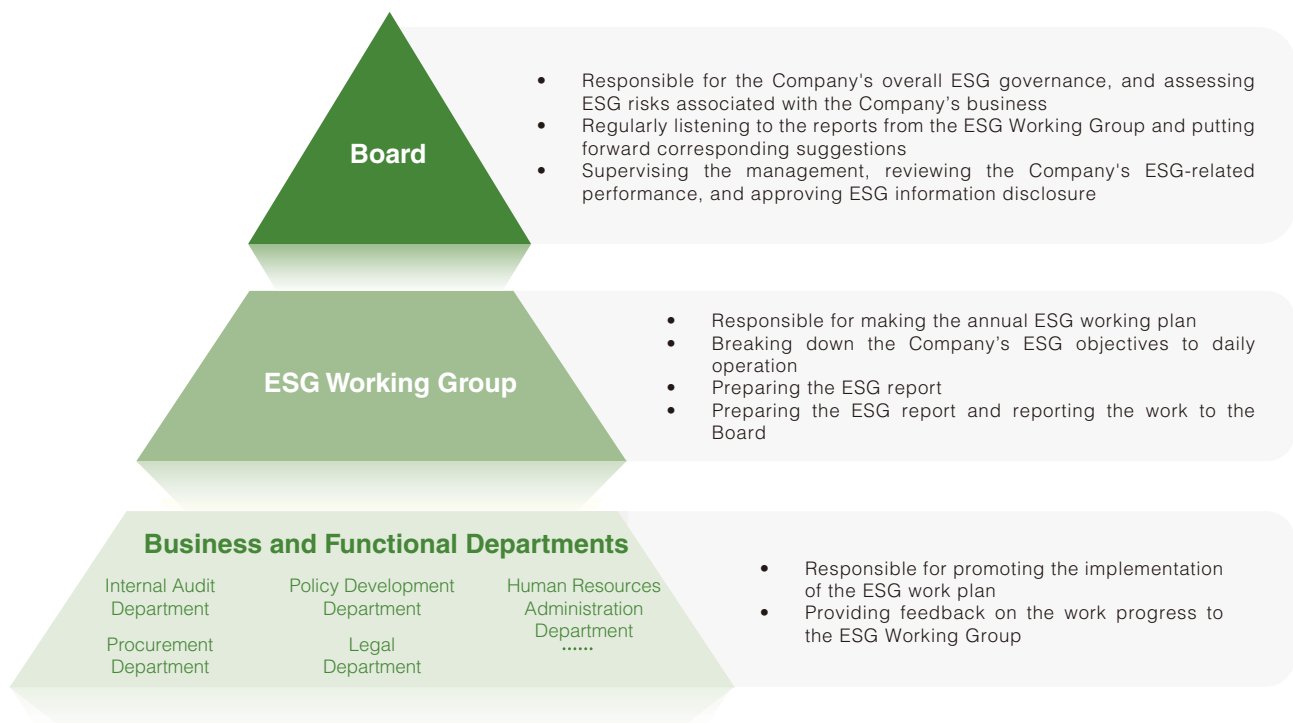 Board
• Responsible for the Company's overall ESG governance, and assessing
ESG risks associated with the Company’s business
• Regularly listening to the reports from the ESG Working Group and putting
forward corresponding suggestions
• Supervising the management, reviewing the Company's ESG-related
performance, and approving ESG information disclosure
ESG Working Group
• Responsible for making the annual ESG working plan
• Breaking down the Company’s ESG objectives to daily
operation
• Preparing the ESG report
• Preparing the ESG report and reporting the work to the
Board
Business and Functional Departments
Internal Audit
Department
Policy Development
Department
Human Resources
Administration
Department
Procurement
Department
Legal
Department
......
• Responsible for promoting the implementation
of the ESG work plan
• Providing feedback on the work progress to
the ESG Working Group